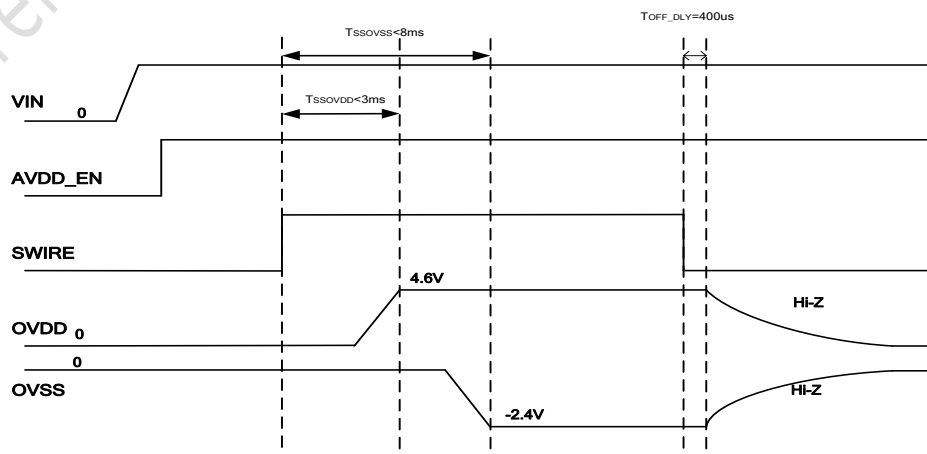 TOFF_DLY=400us
TSSOVSS<8ms
VIN
0
TSSOVDD<3ms
AVDD_EN
SWIRE
4.6V
Hi-Z
OVDD 0
0
OVSS
Hi-Z
-2.4V